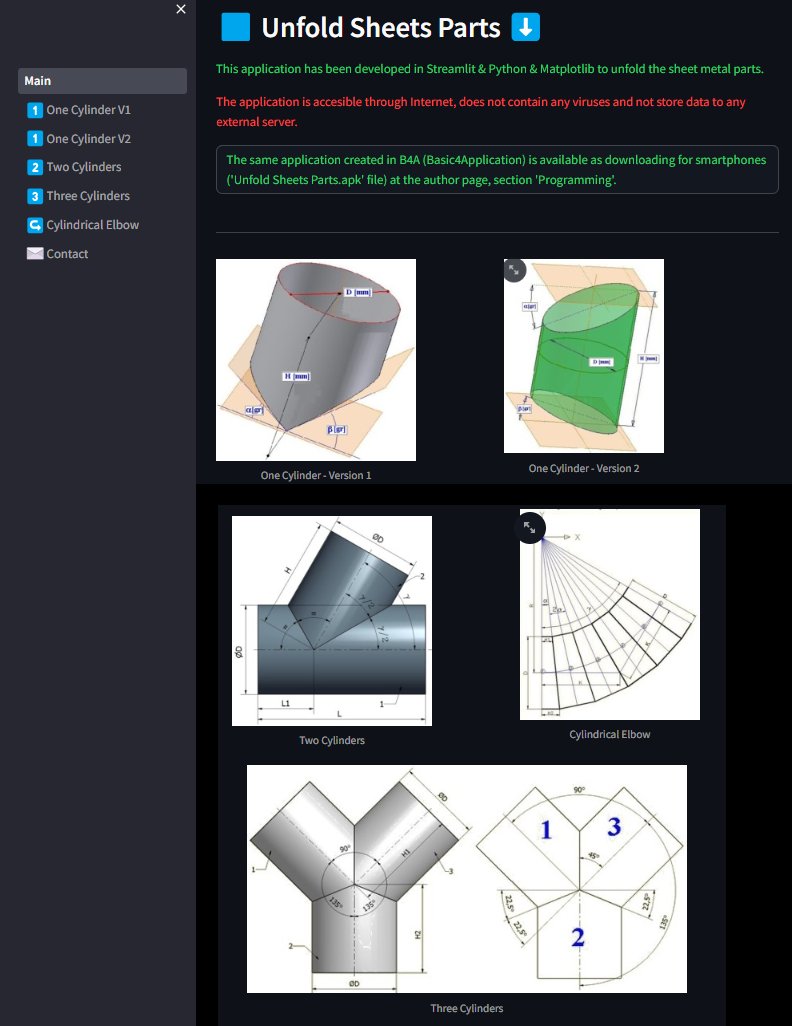 Unfold Sheets Parts
This application has been developed in Streamlit & Python & Matplotlib to unfold the sheet metal parts.
The application is accesible through Internet, does not contain any viruses and not store data to any
external server.
The same application created in B4A (Basic4Application) is available as downloading for smartphones
('Unfold Sheets Parts.apk' file) at the author page, section 'Programming'.
Main
1 One Cylinder V1
1 One Cylinder V2
2 Two Cylinders
3 Three Cylinders
Cylindrical Elbow
Contact
D [mm]
H [mm]
α[gr]
β[gr]
One Cylinder - Version 1
α[gr]
D [mm]
H [mm]
β[gr]
One Cylinder - Version 2
ØD
H
2
γ
γ/2
γ/2
α
ØD
L1
1
L
Two Cylinders
X
D
R
D
Cylindrical Elbow
ØD
90°
H1
1
3
135°
135°
2
H2
ØD
90°
1
3
45°
22,5°
22,5°
22,5°
135°
2
Three Cylinders